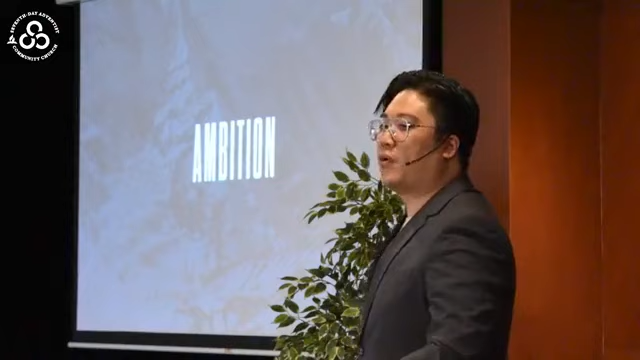 SEVENTH-DAY ADVENTIST
COMMUNITY CHURCH
AMBITION